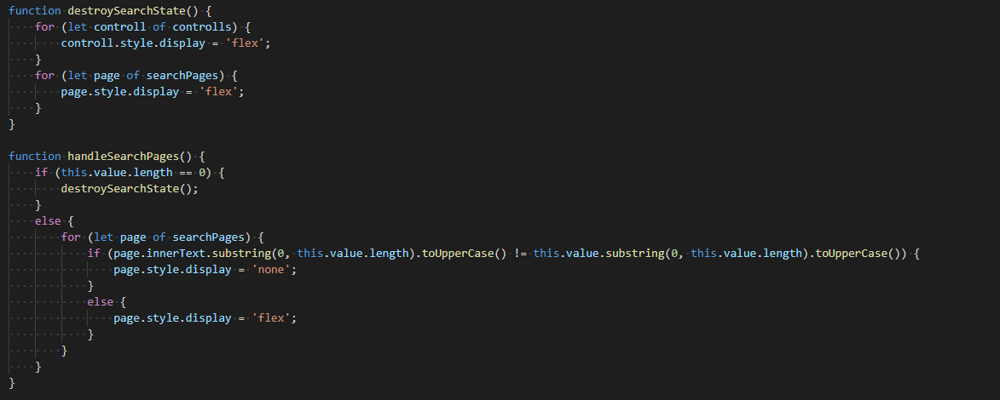 function destroySearchState() {
    for (let controll of controlls) {
        controll.style.display = 'flex';
    }
    for (let page of searchPages) {
        page.style.display = 'flex';
    }
}

function handleSearchPages() {
    if (this.value.length == 0) {
        destroySearchState();
    }
    else {
        for (let page of searchPages) {
            if (page.innerText.substring(0, this.value.length).toUpperCase() != this.value.substring(0, this.value.length).toUpperCase()) {
                page.style.display = 'none';
            }
            else {
                page.style.display = 'flex';
            }
        }
    }
}